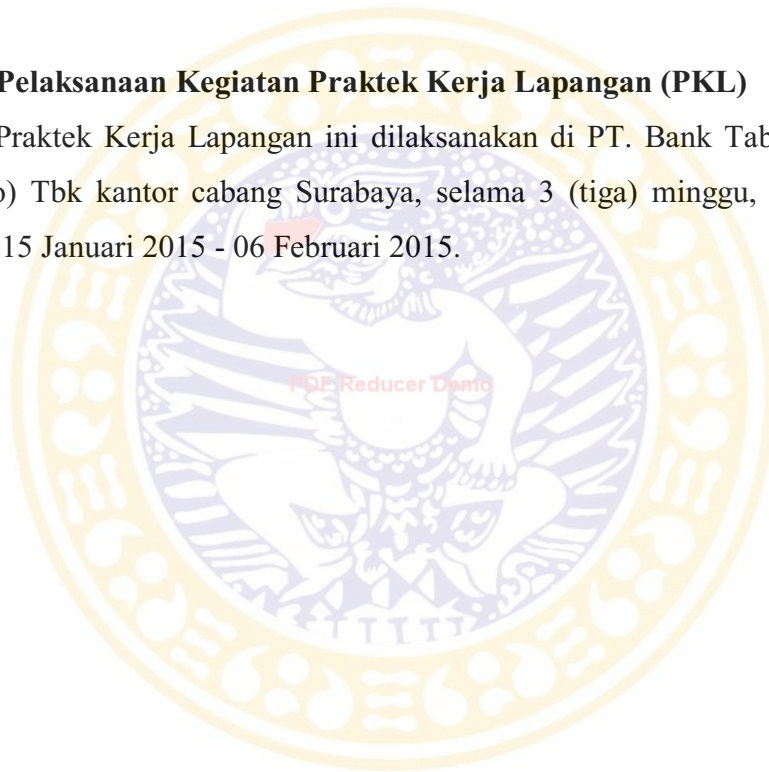 Pelaksanaan Kegiatan Praktek Kerja Lapangan (PKL)
Praktek Kerja Lapangan ini dilaksanakan di PT. Bank Tab
o) Tbk kantor cabang Surabaya, selama 3 (tiga) minggu,
15 Januari 2015 - 06 Februari 2015.
PDF Reducer Demo